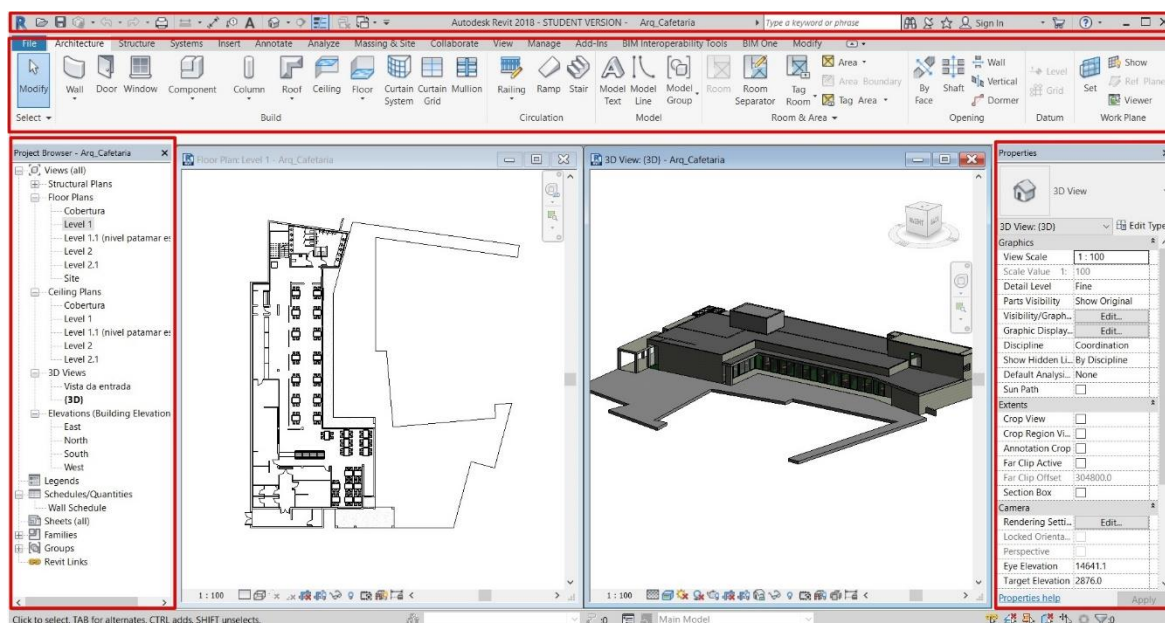 Autodesk Revit 2018 - STUDENT VERSION - Arq_Cafetaria
Type a keyword or phrase
Sign In
File Architecture Structure Systems Insert Annotate Analyze Massing & Site Collaborate View Manage Add-Ins BIM Interoperability Tools BIM One Modify
Modify Wall Door Window Component Column Roof Ceiling Floor Curtain System Curtain Grid Mullion Railing Ramp Stair Model Text Model Line Model Group Room Room Separator Tag Room
Area
Area Boundary
Tag Area
By Face Shaft
Wall
Vertical
Dormer
Level
Grid
Set
Show
Ref Plane
Viewer
Select Build Circulation Model Room & Area Opening Datum Work Plane
Project Browser - Arq_Cafetaria
Views (all)
Structural Plans
Floor Plans
Cobertura
Level 1
Level 1.1 (nivel patamar es
Level 2
Level 2.1
Site
Ceiling Plans
Cobertura
Level 1
Level 1.1 (nivel patamar es
Level 2
Level 2.1
3D Views
Vista da entrada
(3D)
Elevations (Building Elevation
East
North
South
West
Legends
Schedules/Quantities
Wall Schedule
Sheets (all)
Families
Groups
Revit Links
Floor Plan: Level 1 - Arq_Cafetaria
1 : 100
3D View: (3D) - Arq_Cafetaria
1 : 100
Properties
3D View
3D View: (3D) Edit Type
Graphics
View Scale 1 : 100
Scale Value 1: 100
Detail Level Fine
Parts Visibility Show Original
Visibility/Graph... Edit...
Graphic Display... Edit...
Discipline Coordination
Show Hidden Li... By Discipline
Default Analysi... None
Sun Path
Extents
Crop View
Crop Region Vi...
Annotation Crop
Far Clip Active
Far Clip Offset 304800.0
Section Box
Camera
Rendering Setti... Edit...
Locked Orienta...
Perspective
Eye Elevation 14641.1
Target Elevation 2876.0
Properties help Apply
Click to select, TAB for alternates, CTRL adds, SHIFT unselects.
:0
Main Model
:0